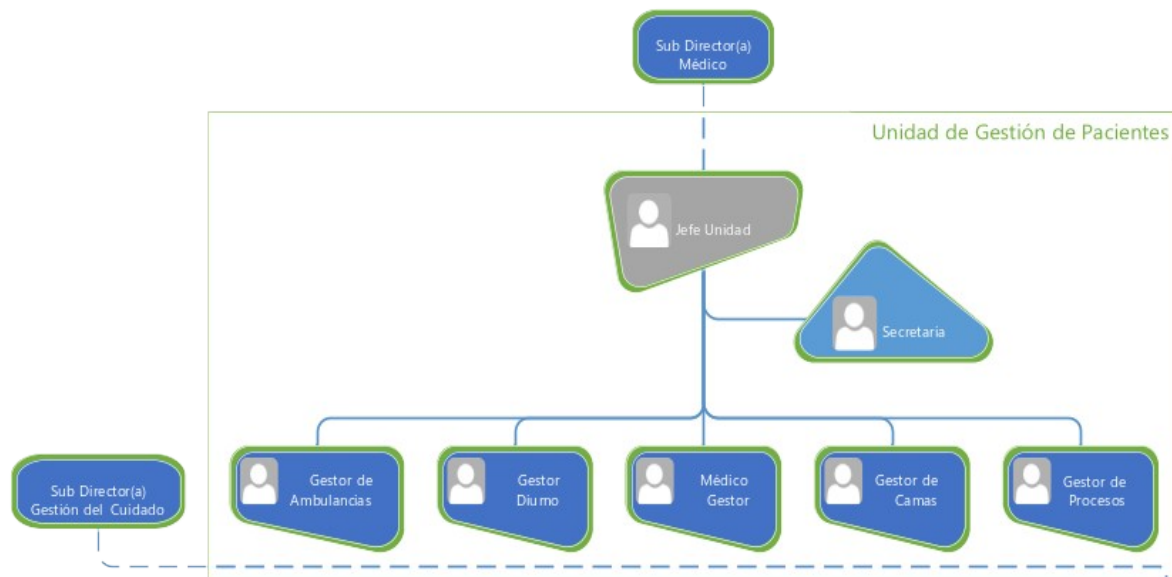 Sub Director(a)
Médico
Unidad de Gestión de Pacientes
Jefe Unidad
Secretaria
Gestor de
Ambulancias
Gestor
Diurno
Médico
Gestor
Gestor de
Camas
Gestor de
Procesos
Sub Director(a)
Gestión del Cuidado